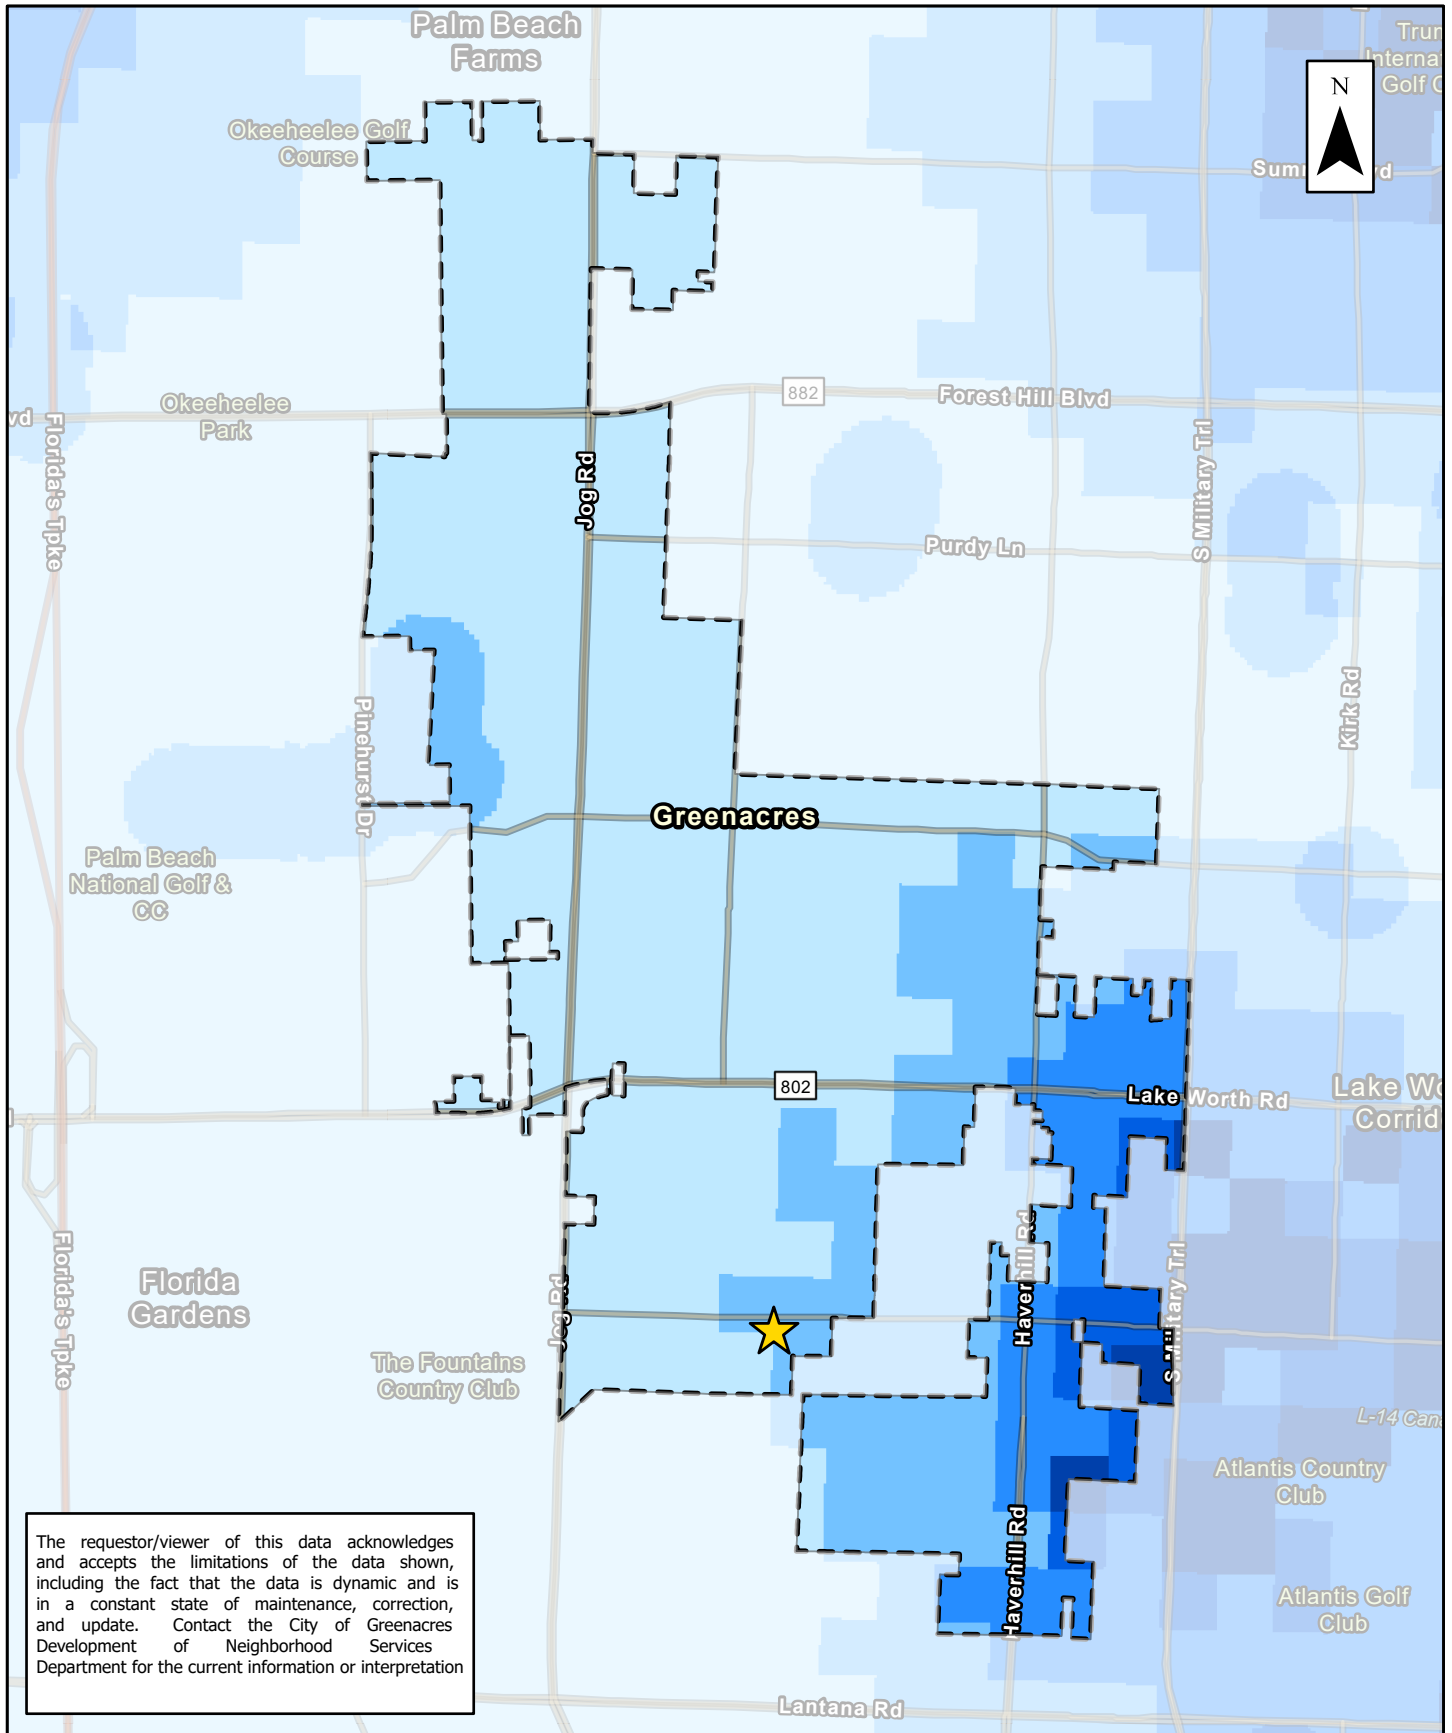 Palm Beach
Farms
Trum
Internat
Golf C
N
Okeeheelee Golf
Course
Okeeheelee
Park
vd
882
Forest Hill Blvd
Florida's Tpke
Jog Rd
S Military Trl
Purdy Ln
Pinehurst Dr
Kirk Rd
Greenacres
Palm Beach
National Golf &
CC
802
Lake Worth Rd
Lake Wo
Corrid
Florida's Tpke
Florida
Gardens
Jog Rd
Haverhill Rd
S Military Trl
The Fountains
Country Club
L-14 Cana
Atlantis Country
Club
Haverhill Rd
Atlantis Golf
Club
Lantana Rd
The requestor/viewer of this data acknowledges
and accepts the limitations of the data shown,
including the fact that the data is dynamic and is
in a constant state of maintenance, correction,
and update. Contact the City of Greenacres
Development of Neighborhood Services
Department for the current information or interpretation